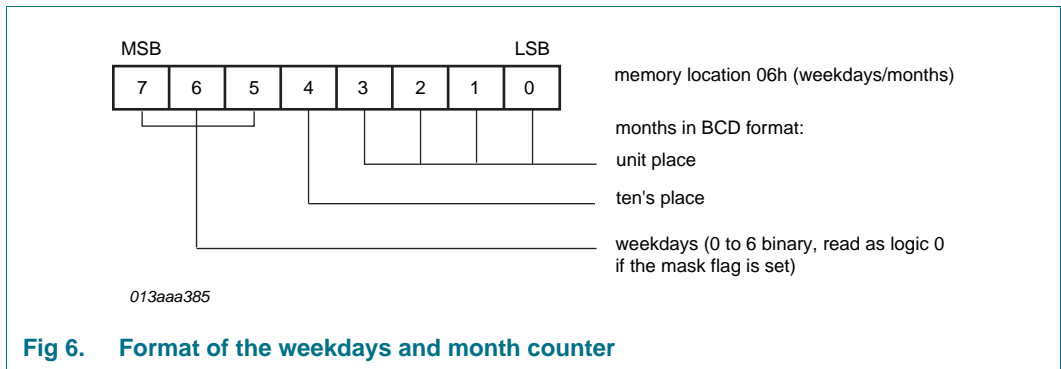 MSB LSB
7 6 5 4 3 2 1 0
memory location 06h (weekdays/months)
months in BCD format:
unit place
ten's place
weekdays (0 to 6 binary, read as logic 0
if the mask flag is set)
013aaa385
Fig 6. Format of the weekdays and month counter